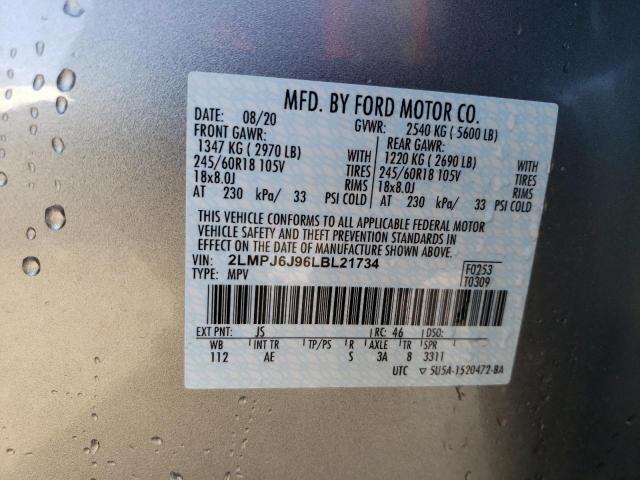 MFD. BY FORD MOTOR CO.
DATE: 08/20 GVWR: 2540 KG ( 5600 LB)
FRONT GAWR: REAR GAWR:
1347 KG ( 2970 LB) WITH 1220 KG ( 2690 LB) WITH
245/60R18 105V TIRES 245/60R18 105V TIRES
18x8.0J RIMS 18x8.0J RIMS
AT 230 kPa/ 33 PSI COLD AT 230 kPa/ 33 PSI COLD
THIS VEHICLE CONFORMS TO ALL APPLICABLE FEDERAL MOTOR
VEHICLE SAFETY AND THEFT PREVENTION STANDARDS IN
EFFECT ON THE DATE OF MANUFACTURE SHOWN ABOVE.
VIN: 2LMPJ6J96LBL21734 F0253
TYPE: MPV T0309
EXT PNT: JS RC: 46 DSO:
WB INT TR TP/PS R AXLE TR SPR
112 AE S 3A 8 3311
UTC ▽ 5U5A-1520472-BA